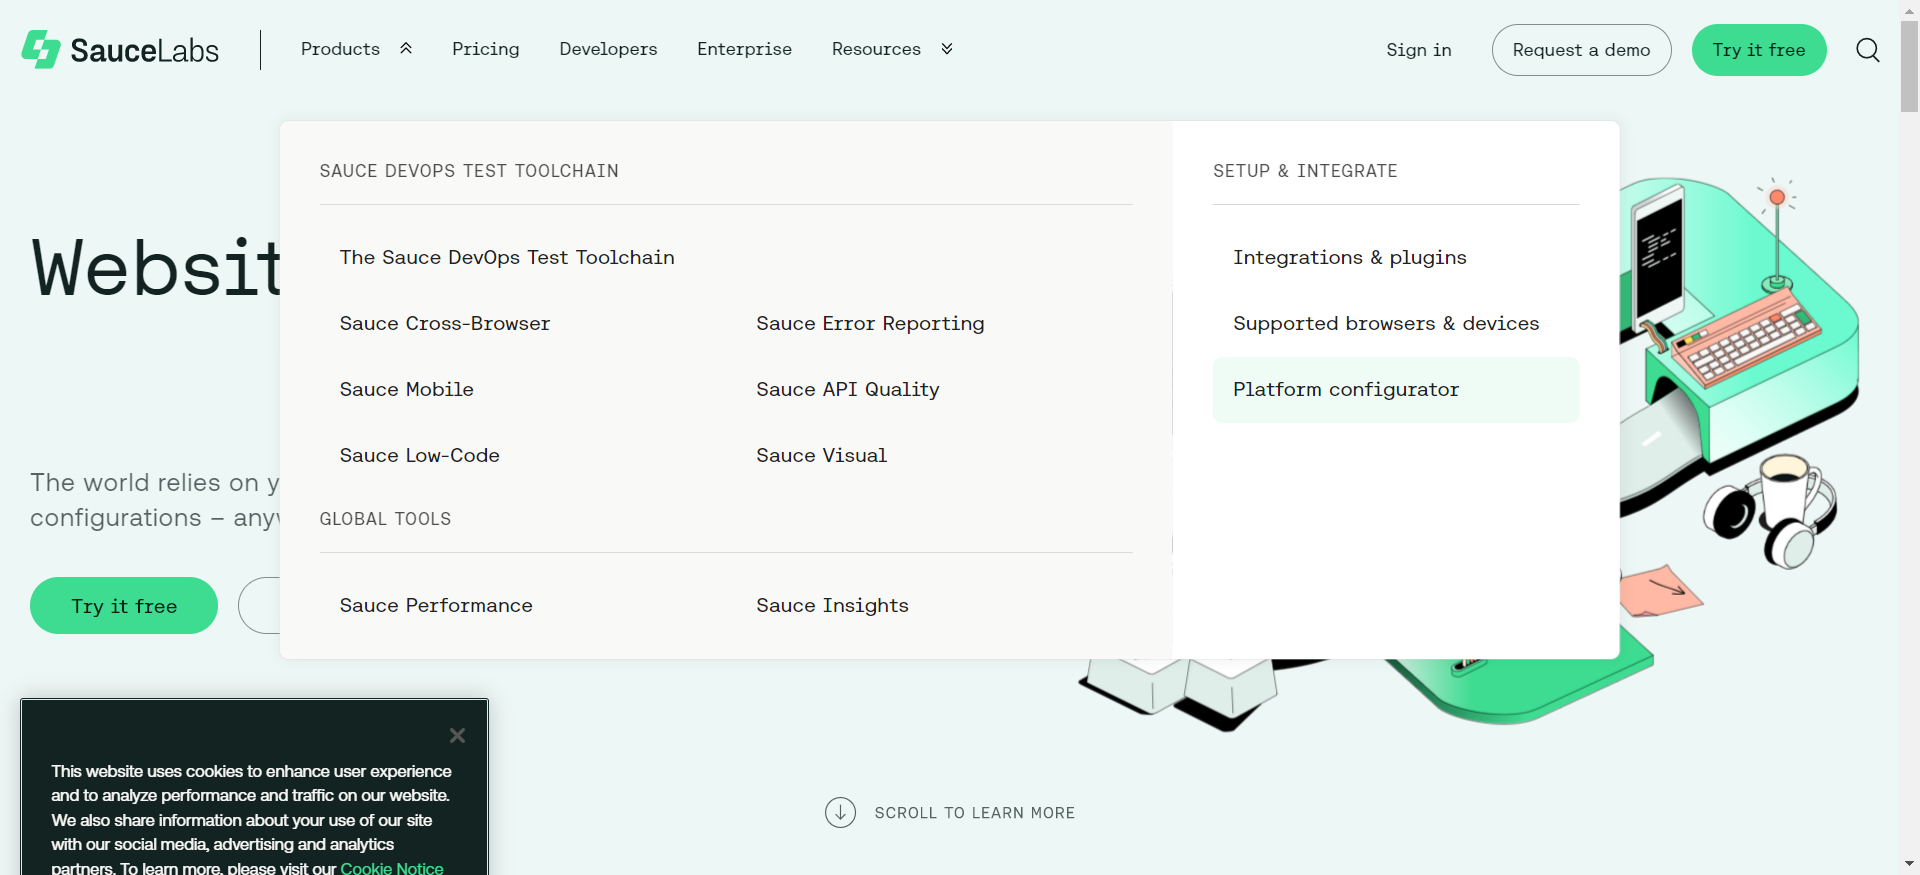 SauceLabs
Products
Pricing
Developers
Enterprise
Resources
Sign in
Request a demo
Try it free
SAUCE DEVOPS TEST TOOLCHAIN
The Sauce DevOps Test Toolchain
Sauce Cross-Browser
Sauce Error Reporting
Sauce Mobile
Sauce API Quality
Sauce Low-Code
Sauce Visual
GLOBAL TOOLS
Sauce Performance
Sauce Insights
SETUP & INTEGRATE
Integrations & plugins
Supported browsers & devices
Platform configurator
Websit
The world relies on y
configurations – any
Try it free
SCROLL TO LEARN MORE
This website uses cookies to enhance user experience
and to analyze performance and traffic on our website.
We also share information about your use of our site
with our social media, advertising and analytics
partners. To learn more, please visit our Cookie Notice